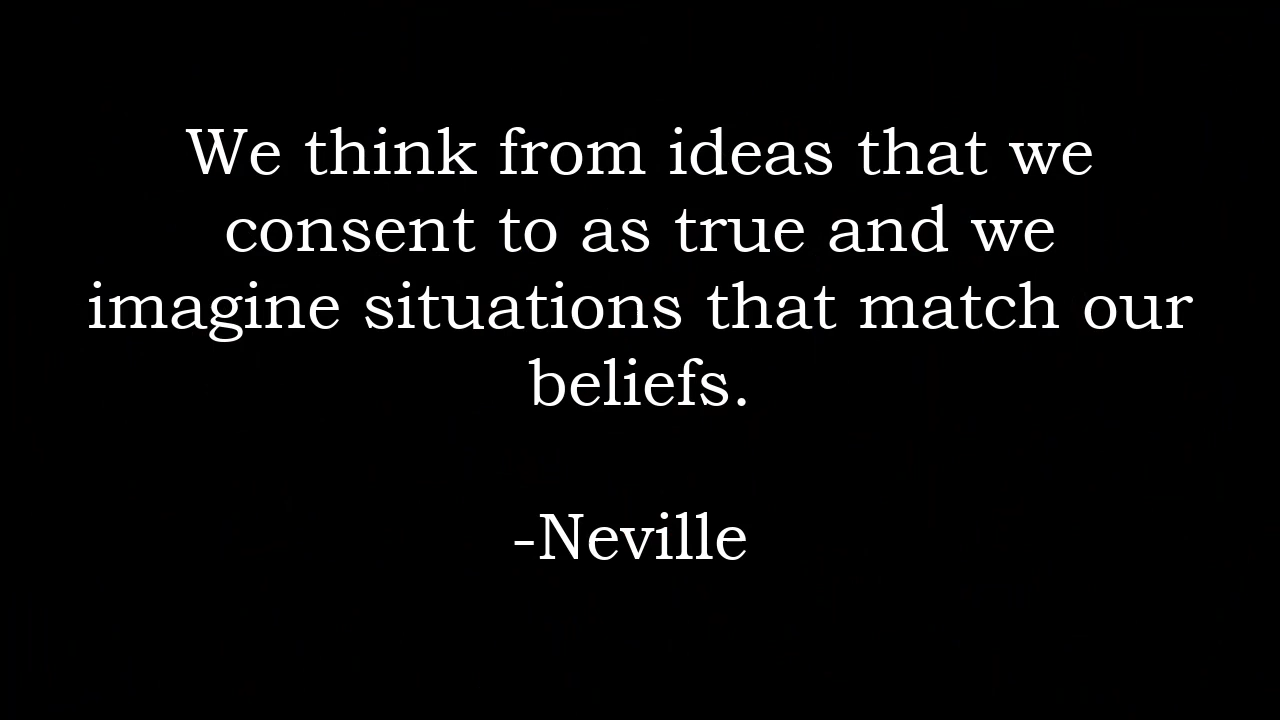 We think from ideas that we
consent to as true and we
imagine situations that match our
beliefs.
-Neville